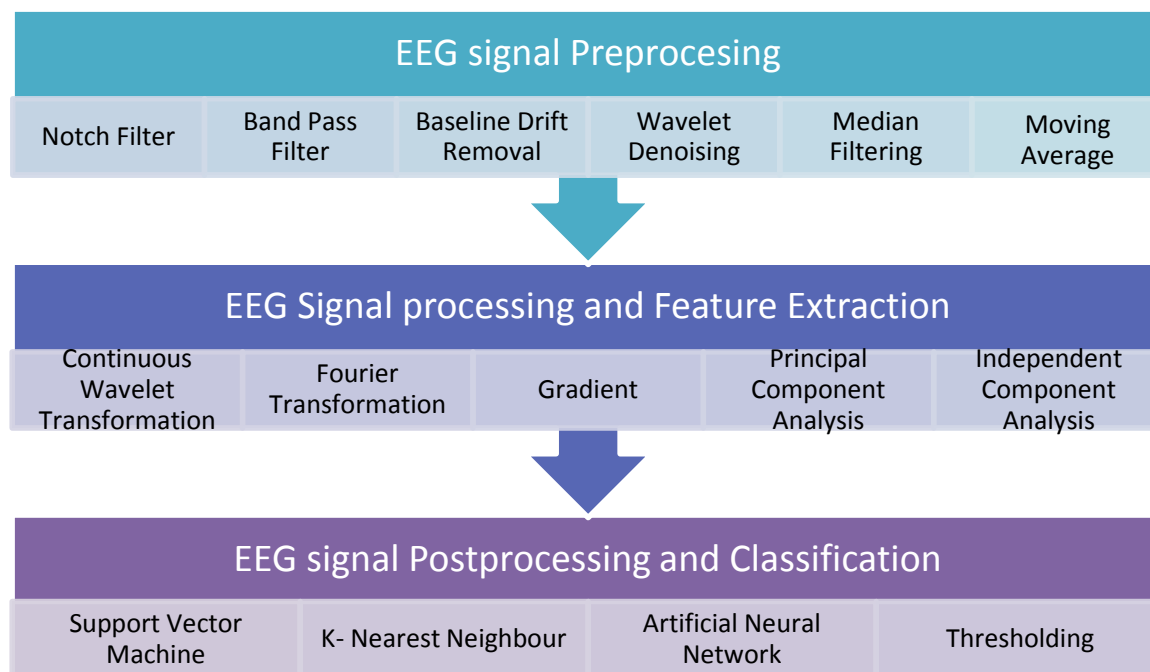 EEG signal Preprocesing
Notch Filter
Band Pass
Filter
Baseline Drift
Removal
Wavelet
Denoising
Median
Filtering
Moving
Average
EEG Signal processing and Feature Extraction
Continuous
Wavelet
Transformation
Fourier
Transformation
Gradient
Principal
Component
Analysis
Independent
Component
Analysis
EEG signal Postprocessing and Classification
Support Vector
Machine
K- Nearest Neighbour
Artificial Neural
Network
Thresholding